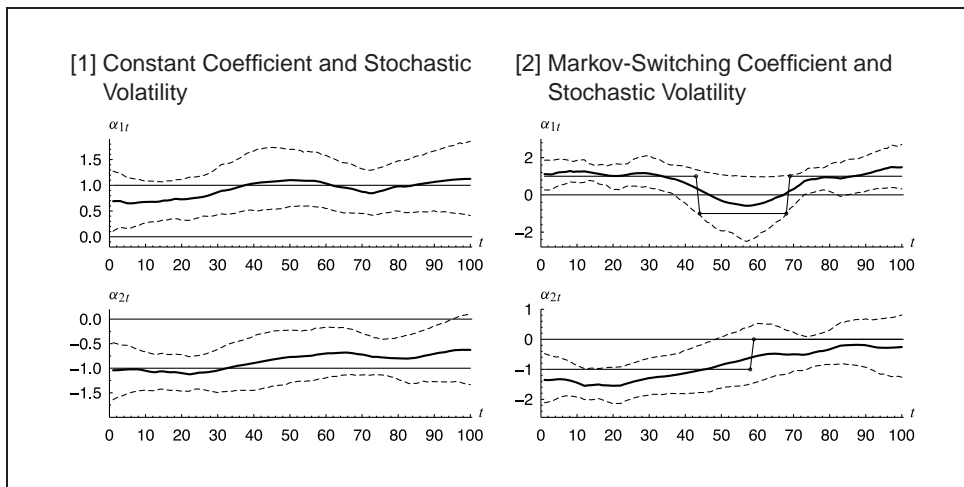 [1] Constant Coefficient and Stochastic
Volatility
α1t
1.5
1.0
0.5
0.0
0 10 20 30 40 50 60 70 80 90 100
t
α2t
0.0
−0.5
−1.0
−1.5
0 10 20 30 40 50 60 70 80 90 100
t
[2] Markov-Switching Coefficient and
Stochastic Volatility
α1t
2
1
0
−2
0 10 20 30 40 50 60 70 80 90 100
t
α2t
1
0
−1
−2
0 10 20 30 40 50 60 70 80 90 100
t